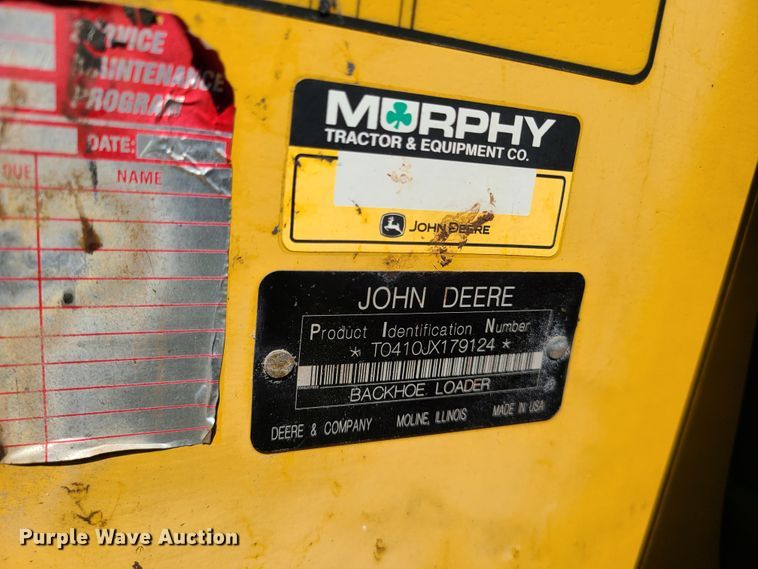 SERVICE
MAINTENANCE
PROGRAM
DATE:
DUE NAME
MURPHY
TRACTOR & EQUIPMENT CO.
JOHN DEERE
JOHN DEERE
Product Identification Number
* T0410JX179124 *
BACKHOE LOADER
DEERE & COMPANY MOLINE, ILLINOIS MADE IN USA
Purple Wave Auction